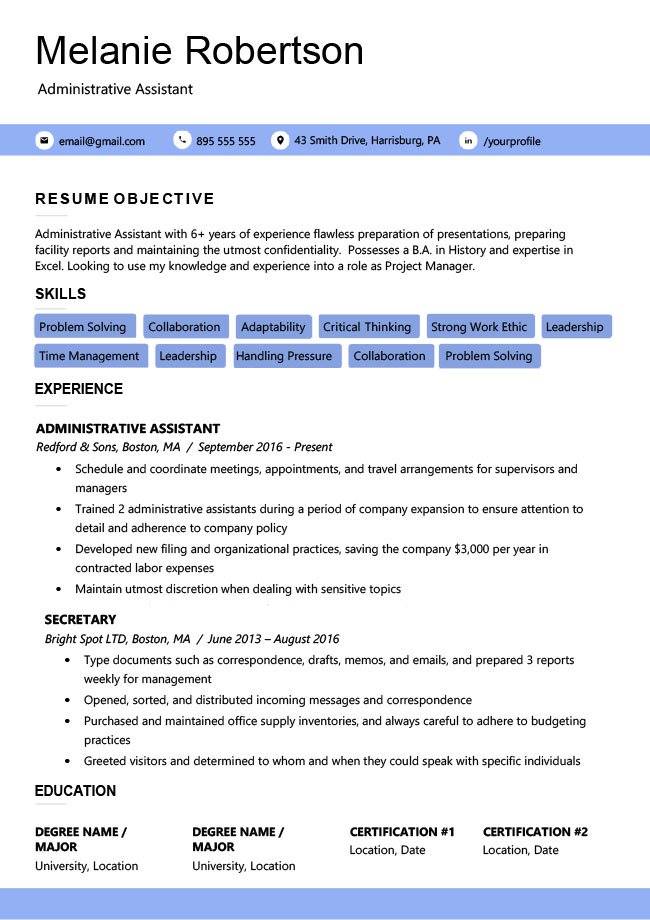 Melanie Robertson
Administrative Assistant
email@gmail.com 895 555 555 43 Smith Drive, Harrisburg, PA in /yourprofile
RESUME OBJECTIVE
Administrative Assistant with 6+ years of experience flawless preparation of presentations, preparing
facility reports and maintaining the utmost confidentiality. Possesses a B.A. in History and expertise in
Excel. Looking to use my knowledge and experience into a role as Project Manager.
SKILLS
Problem Solving Collaboration Adaptability Critical Thinking Strong Work Ethic Leadership
Time Management Leadership Handling Pressure Collaboration Problem Solving
EXPERIENCE
ADMINISTRATIVE ASSISTANT
Redford & Sons, Boston, MA / September 2016 - Present
• Schedule and coordinate meetings, appointments, and travel arrangements for supervisors and
managers
• Trained 2 administrative assistants during a period of company expansion to ensure attention to
detail and adherence to company policy
• Developed new filing and organizational practices, saving the company $3,000 per year in
contracted labor expenses
• Maintain utmost discretion when dealing with sensitive topics
SECRETARY
Bright Spot LTD, Boston, MA / June 2013 – August 2016
• Type documents such as correspondence, drafts, memos, and emails, and prepared 3 reports
weekly for management
• Opened, sorted, and distributed incoming messages and correspondence
• Purchased and maintained office supply inventories, and always careful to adhere to budgeting
practices
• Greeted visitors and determined to whom and when they could speak with specific individuals
EDUCATION
DEGREE NAME /
MAJOR
University, Location
DEGREE NAME /
MAJOR
University, Location
CERTIFICATION #1
Location, Date
CERTIFICATION #2
Location, Date